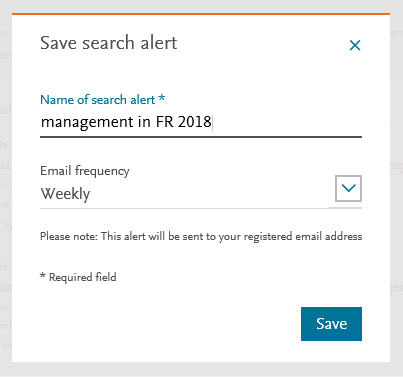 Save search alert
Name of search alert *
management in FR 2018
Email frequency
Weekly
Please note: This alert will be sent to your registered email address
* Required field
Save